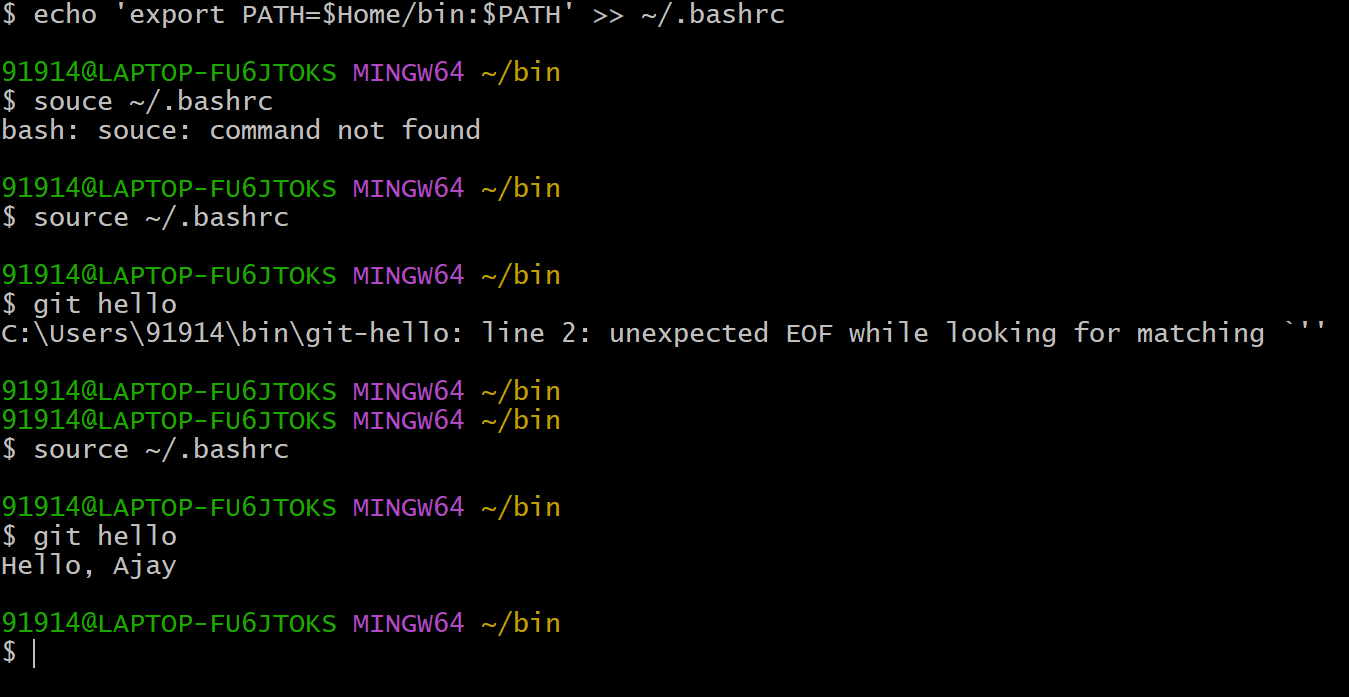 $ echo 'export PATH=$Home/bin:$PATH' >> ~/.bashrc
91914@LAPTOP-FU6JTOKS MINGW64 ~/bin
$ souce ~/.bashrc
bash: souce: command not found
91914@LAPTOP-FU6JTOKS MINGW64 ~/bin
$ source ~/.bashrc
91914@LAPTOP-FU6JTOKS MINGW64 ~/bin
$ git hello
C:\Users\91914\bin\git-hello: line 2: unexpected EOF while looking for matching `''
91914@LAPTOP-FU6JTOKS MINGW64 ~/bin
91914@LAPTOP-FU6JTOKS MINGW64 ~/bin
$ source ~/.bashrc
91914@LAPTOP-FU6JTOKS MINGW64 ~/bin
$ git hello
Hello, Ajay
91914@LAPTOP-FU6JTOKS MINGW64 ~/bin
$